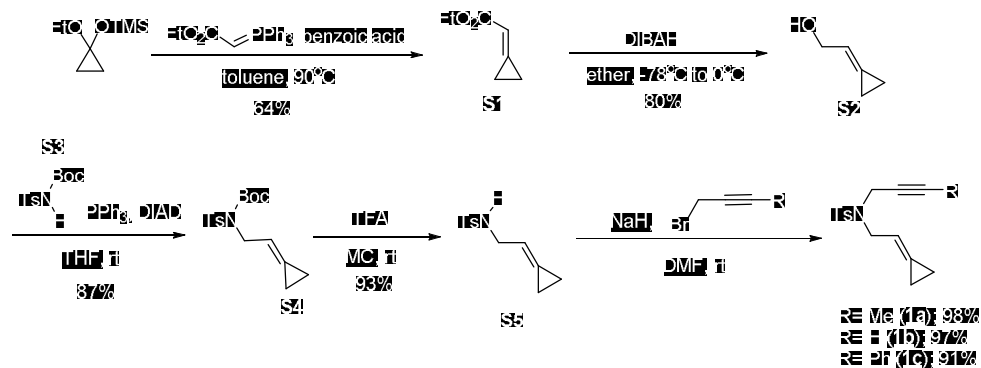 EtO OTMS
EtO2C PPh3, benzoic acid
toluene, 90°C
64%
EtO2C
S1
DIBAH
ether, -78°C to 0°C
80%
HO
S2
S3
Boc
TsN
H
PPh3, DIAD
THF, rt
87%
Boc
TsN
S4
TFA
MC, rt
93%
H
TsN
S5
NaH,
Br
R
DMF, rt
R
TsN
R= Me (1a); 98%
R= H (1b); 97%
R= Ph (1c); 91%